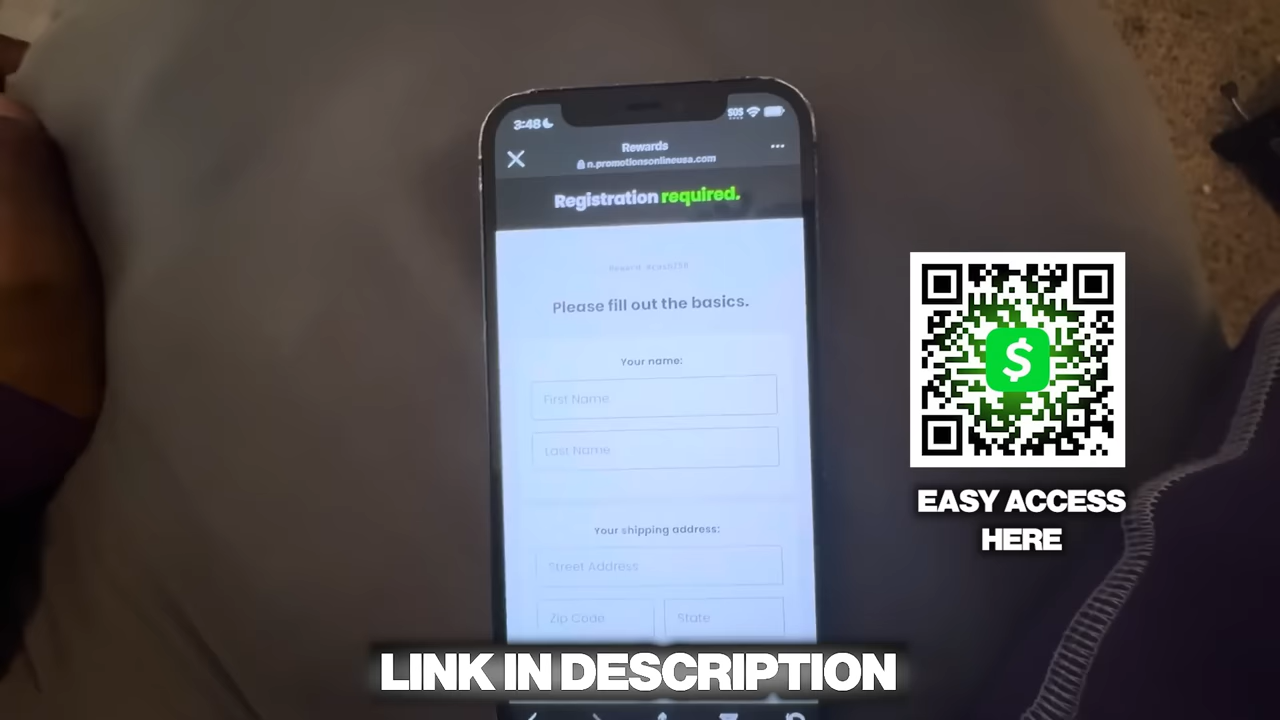 3:48
SOS
Rewards
n.promotionsonlineusa.com
Registration required.
Please fill out the basics.
Your name:
First Name
Last Name
Your shipping address:
Street Address
Zip Code
State
$
EASY ACCESS
HERE
LINK IN DESCRIPTION